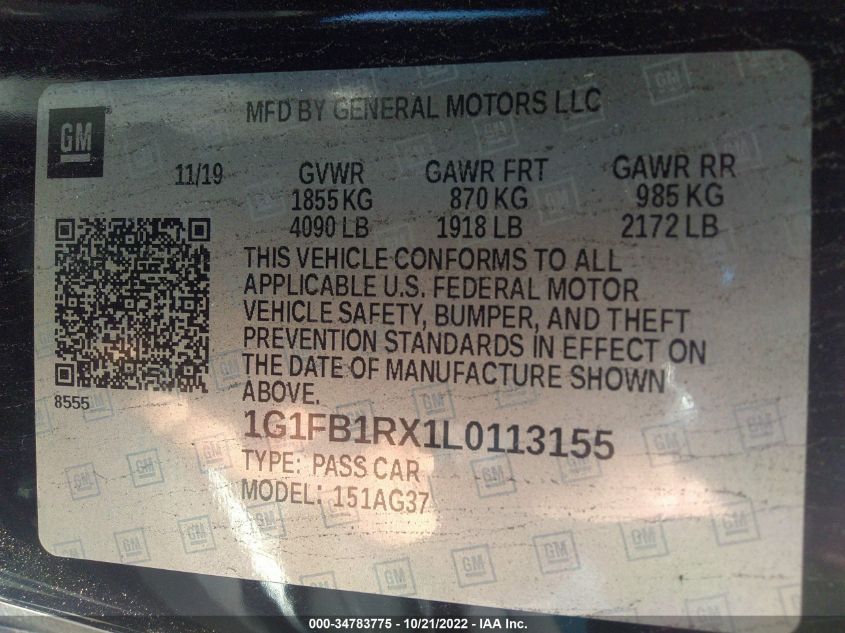 MFD BY GENERAL MOTORS LLC
GM
11/19 GVWR GAWR FRT GAWR RR
1855 KG 870 KG 985 KG
4090 LB 1918 LB 2172 LB
THIS VEHICLE CONFORMS TO ALL
APPLICABLE U.S. FEDERAL MOTOR
VEHICLE SAFETY, BUMPER, AND THEFT
PREVENTION STANDARDS IN EFFECT ON
THE DATE OF MANUFACTURE SHOWN
ABOVE.
8555
1G1FB1RX1L0113155
TYPE: PASS CAR
MODEL: 151AG37
000-34783775 - 10/21/2022 - IAA Inc.